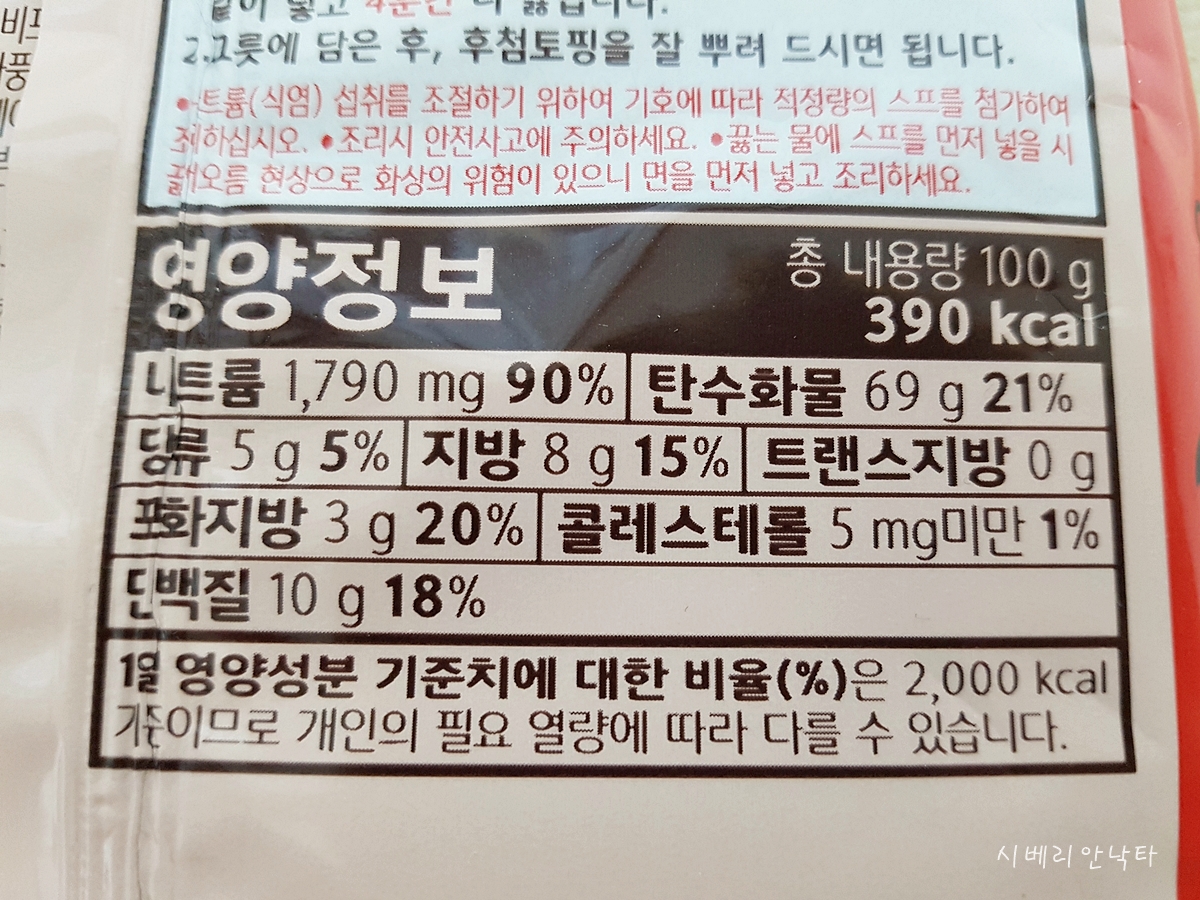 2.그릇에 담은 후, 후첨토핑을 잘 뿌려 드시면 됩니다.
•나트륨(식염) 섭취를 조절하기 위하여 기호에 따라 적정량의 스프를 첨가하여
조리하십시오. •조리시 안전사고에 주의하세요. •끓는 물에 스프를 먼저 넣을 시
끓어오름 현상으로 화상의 위험이 있으니 면을 먼저 넣고 조리하세요.
영양정보
총 내용량 100 g
390 kcal
나트륨 1,790 mg 90% 탄수화물 69 g 21%
당류 5 g 5% 지방 8 g 15% 트랜스지방 0 g
포화지방 3 g 20% 콜레스테롤 5 mg미만 1%
단백질 10 g 18%
1일 영양성분 기준치에 대한 비율(%)은 2,000 kcal
기준이므로 개인의 필요 열량에 따라 다를 수 있습니다.
시베리안낙타